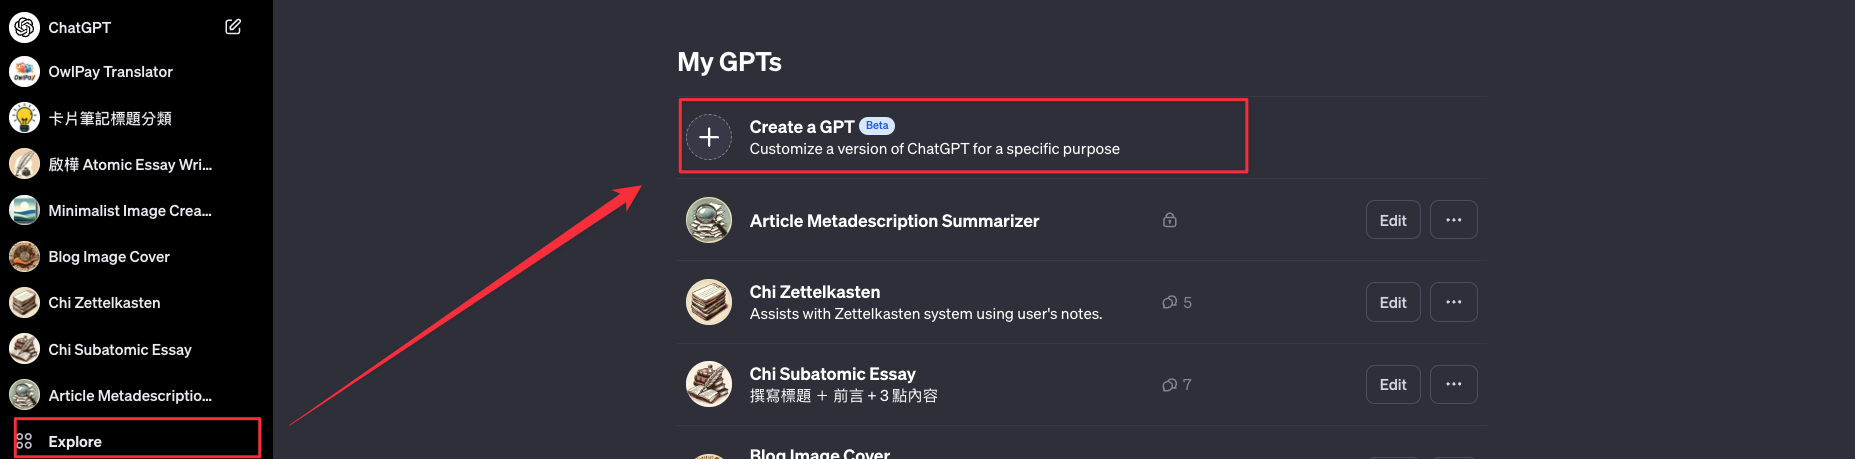 ChatGPT
OwlPay Translator
卡片筆記標題分類
啟樺 Atomic Essay Wri...
Minimalist Image Crea...
Blog Image Cover
Chi Zettelkasten
Chi Subatomic Essay
Article Metadescriptio...
Explore
My GPTs
Create a GPT Beta
Customize a version of ChatGPT for a specific purpose
Article Metadescription Summarizer
Edit
Chi Zettelkasten
Assists with Zettelkasten system using user's notes.
5
Edit
Chi Subatomic Essay
撰寫標題 + 前言 + 3 點內容
7
Edit
Blog Image Cover